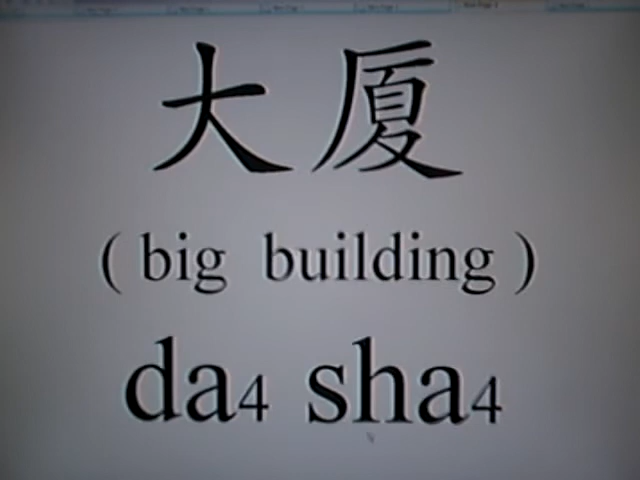 大厦
( big building )
da4 sha4